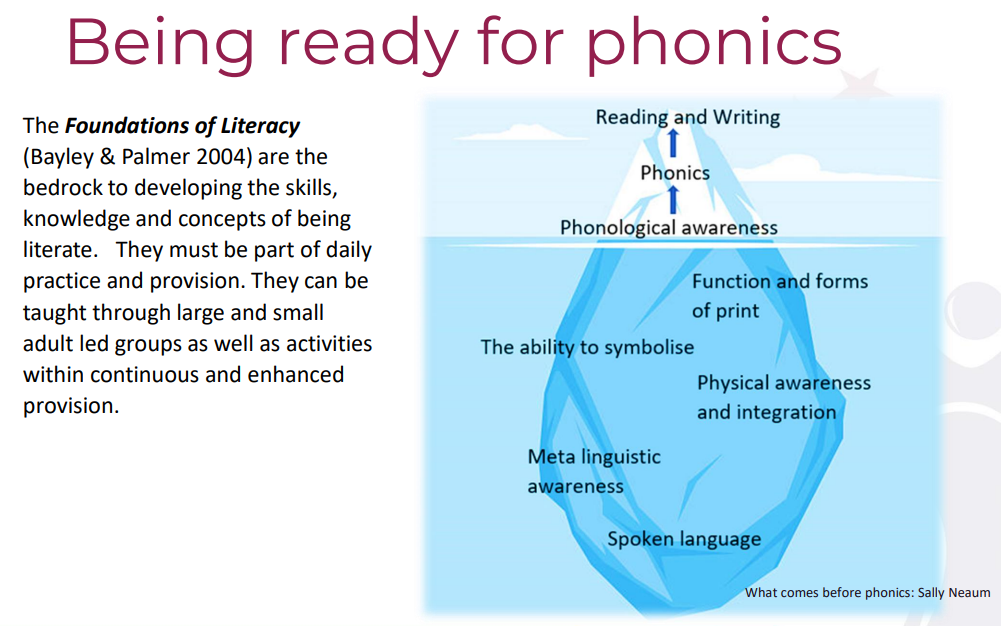 Being ready for phonics
The Foundations of Literacy
(Bayley & Palmer 2004) are the
bedrock to developing the skills,
knowledge and concepts of being
literate.   They must be part of daily
practice and provision. They can be
taught through large and small
adult led groups as well as activities
within continuous and enhanced
provision.
Reading and Writing
Phonics
Phonological awareness
Function and forms
of print
The ability to symbolise
Physical awareness
and integration
Meta linguistic
awareness
Spoken language
What comes before phonics: Sally Neaum